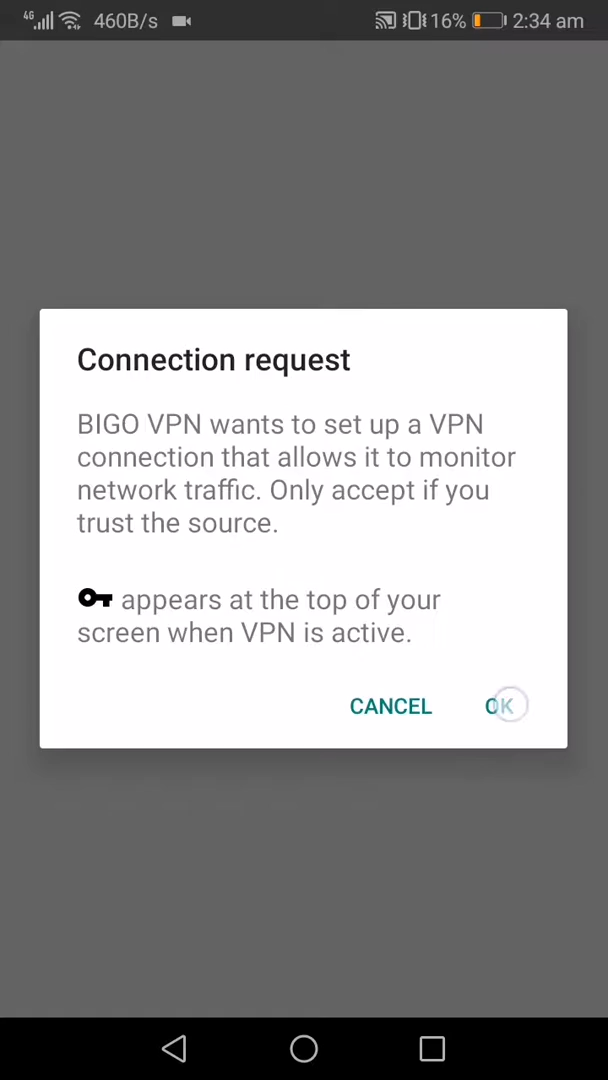 4G 460B/s 16% 2:34 am
Connection request
BIGO VPN wants to set up a VPN
connection that allows it to monitor
network traffic. Only accept if you
trust the source.
appears at the top of your
screen when VPN is active.
CANCEL OK